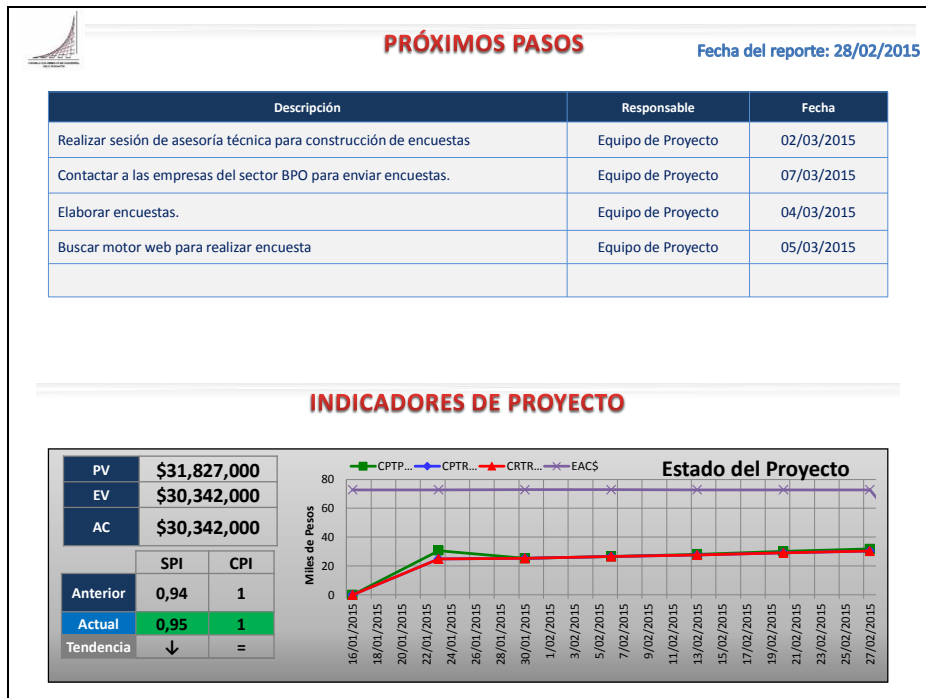 PRÓXIMOS PASOS
Fecha del reporte: 28/02/2015
Descripción Responsable Fecha
Realizar sesión de asesoría técnica para construcción de encuestas Equipo de Proyecto 02/03/2015
Contactar a las empresas del sector BPO para enviar encuestas. Equipo de Proyecto 07/03/2015
Elaborar encuestas. Equipo de Proyecto 04/03/2015
Buscar motor web para realizar encuesta Equipo de Proyecto 05/03/2015
INDICADORES DE PROYECTO
PV $31,827,000
EV $30,342,000
AC $30,342,000
SPI CPI
Anterior 0,94 1
Actual 0,95 1
Tendencia ↓ =
CPTP... CPTR... CRTR... EAC$
Estado del Proyecto
Miles de Pesos
80
60
40
20
0
16/01/2015
18/01/2015
20/01/2015
22/01/2015
24/01/2015
26/01/2015
28/01/2015
30/01/2015
1/02/2015
3/02/2015
5/02/2015
7/02/2015
9/02/2015
11/02/2015
13/02/2015
15/02/2015
17/02/2015
19/02/2015
21/02/2015
23/02/2015
25/02/2015
27/02/2015